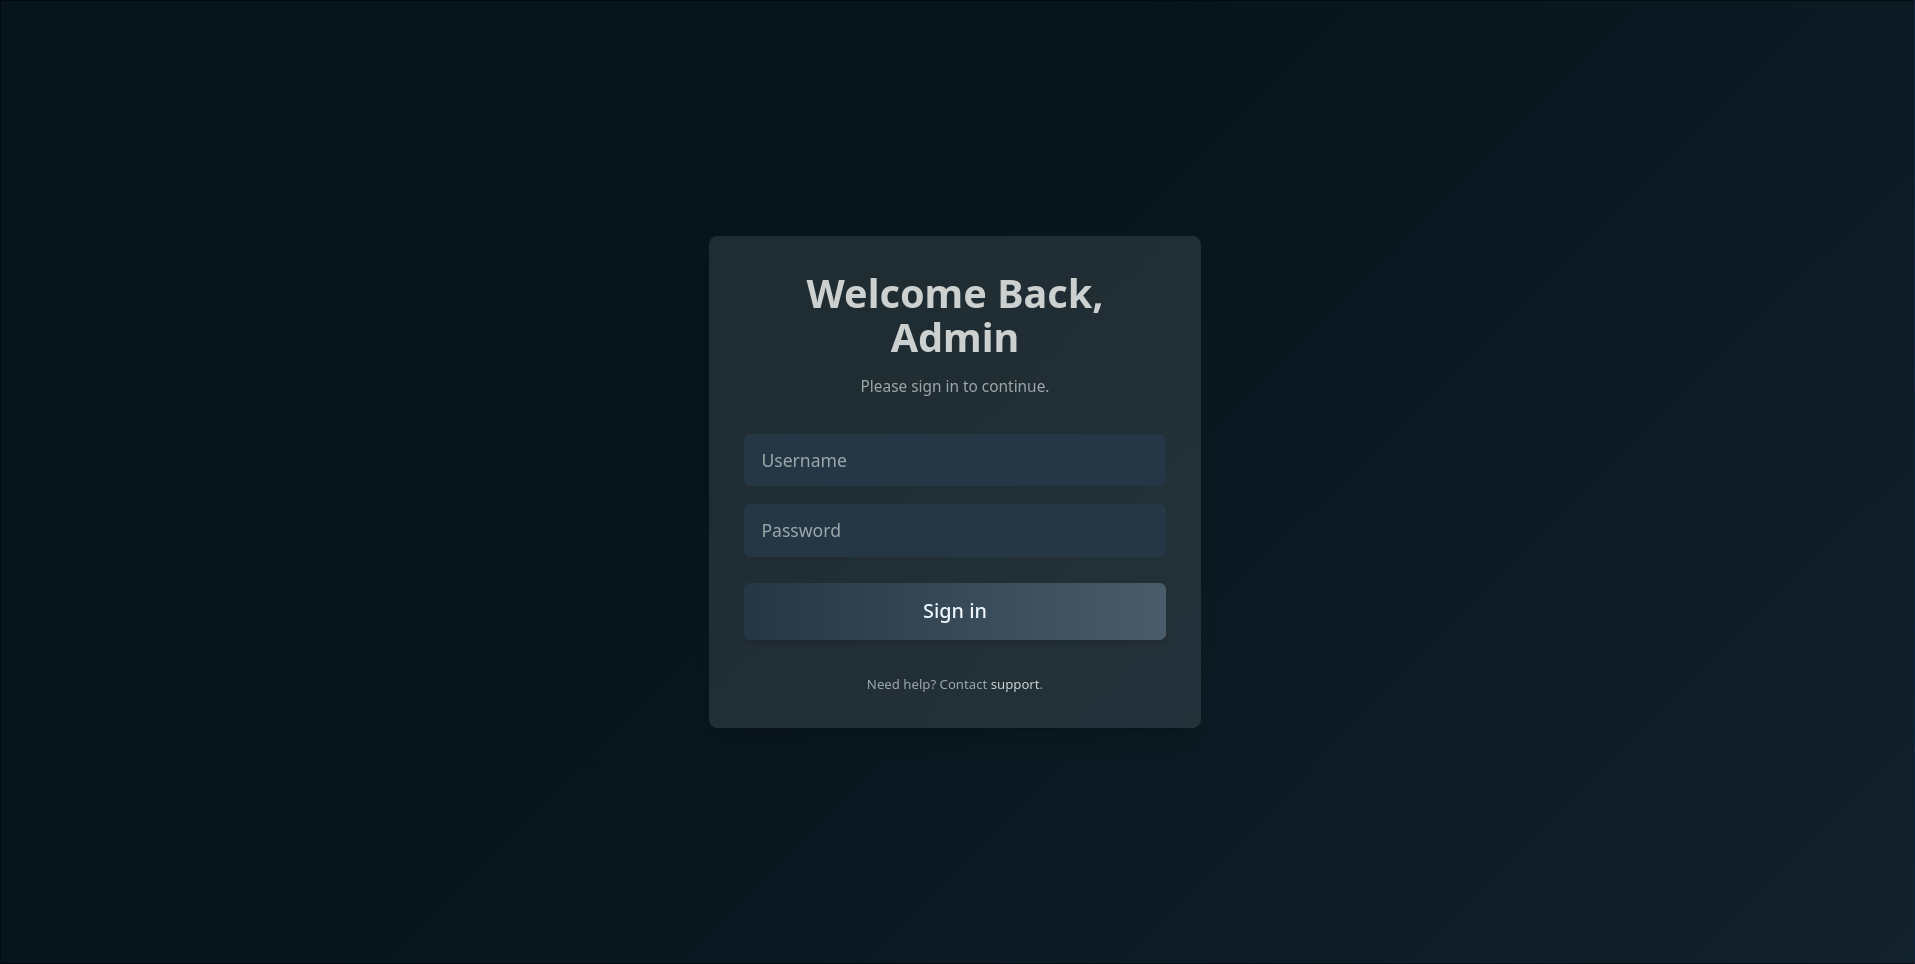 Welcome Back,
Admin
Please sign in to continue.
Username
Password
Sign in
Need help? Contact support.